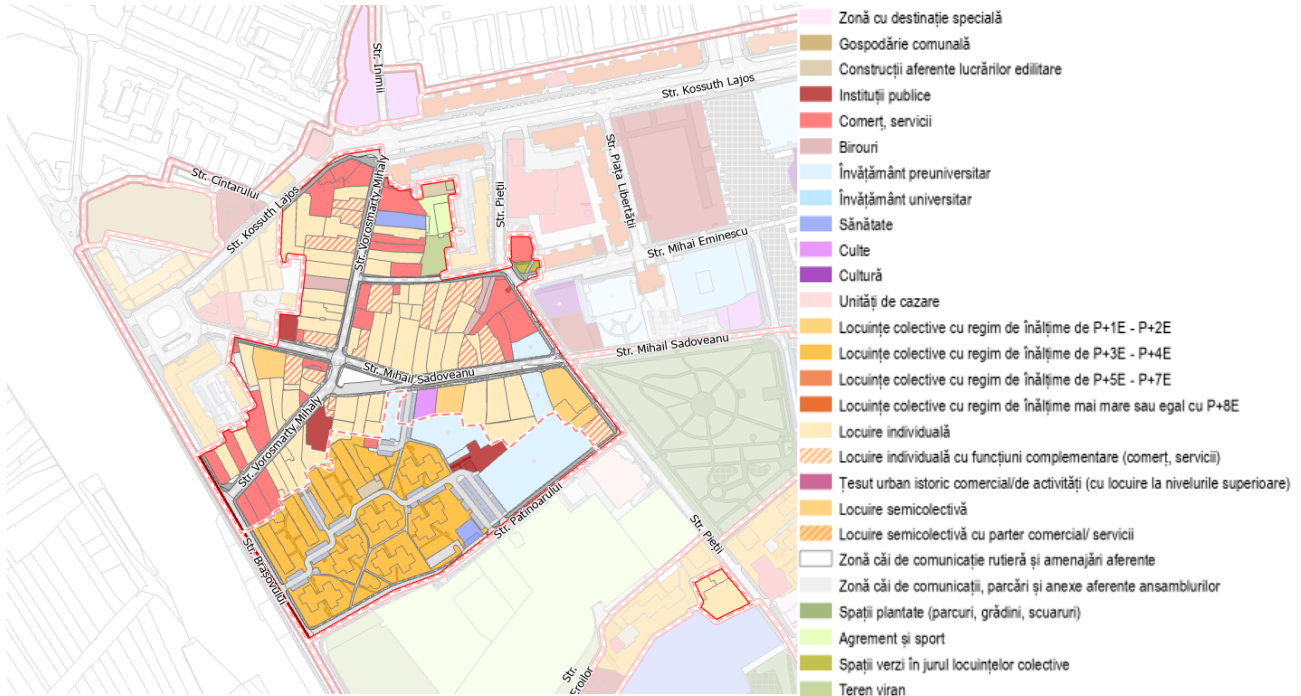 Str. Inimii
Str. Kossuth Lajos
Str. Cintarului
Str. Kossuth Lajos
Str. Vorosmarty Mihaly
Str. Pieții
Str. Piața Libertății
Str. Mihai Eminescu
Str. Mihail Sadoveanu
Str. Mihail Sadoveanu
Str. Vorosmarty Mihaly
Str. Patinoarului
Str. Brașovului
Str. Pieții
Str. Eroilor
Zonă cu destinație specială
Gospodărie comunală
Construcții aferente lucrărilor edilitare
Instituții publice
Comerț, servicii
Birouri
Învățământ preuniversitar
Învățământ universitar
Sănătate
Culte
Cultură
Unități de cazare
Locuințe colective cu regim de înălțime de P+1E - P+2E
Locuințe colective cu regim de înălțime de P+3E - P+4E
Locuințe colective cu regim de înălțime de P+5E - P+7E
Locuințe colective cu regim de înălțime mai mare sau egal cu P+8E
Locuire individuală
Locuire individuală cu funcțiuni complementare (comerț, servicii)
Țesut urban istoric comercial/de activități (cu locuire la nivelurile superioare)
Locuire semicolectivă
Locuire semicolectivă cu parter comercial/ servicii
Zonă căi de comunicație rutieră și amenajări aferente
Zonă căi de comunicații, parcări și anexe aferente ansamblurilor
Spații plantate (parcuri, grădini, scuaruri)
Agrement și sport
Spații verzi în jurul locuințelor colective
Teren viran